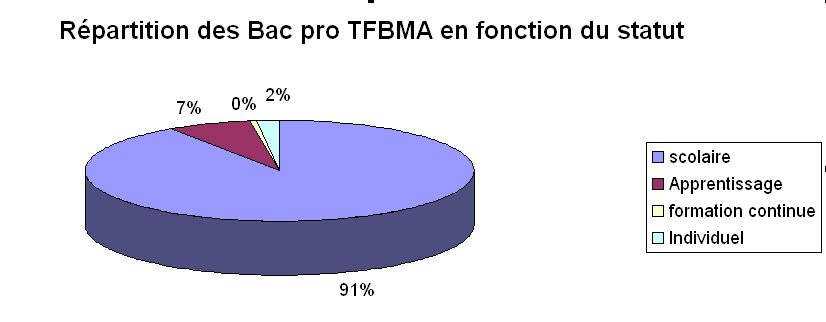 Répartition des Bac pro TFBMA en fonction du statut
7%
0%
2%
scolaire
Apprentissage
formation continue
Individuel
91%